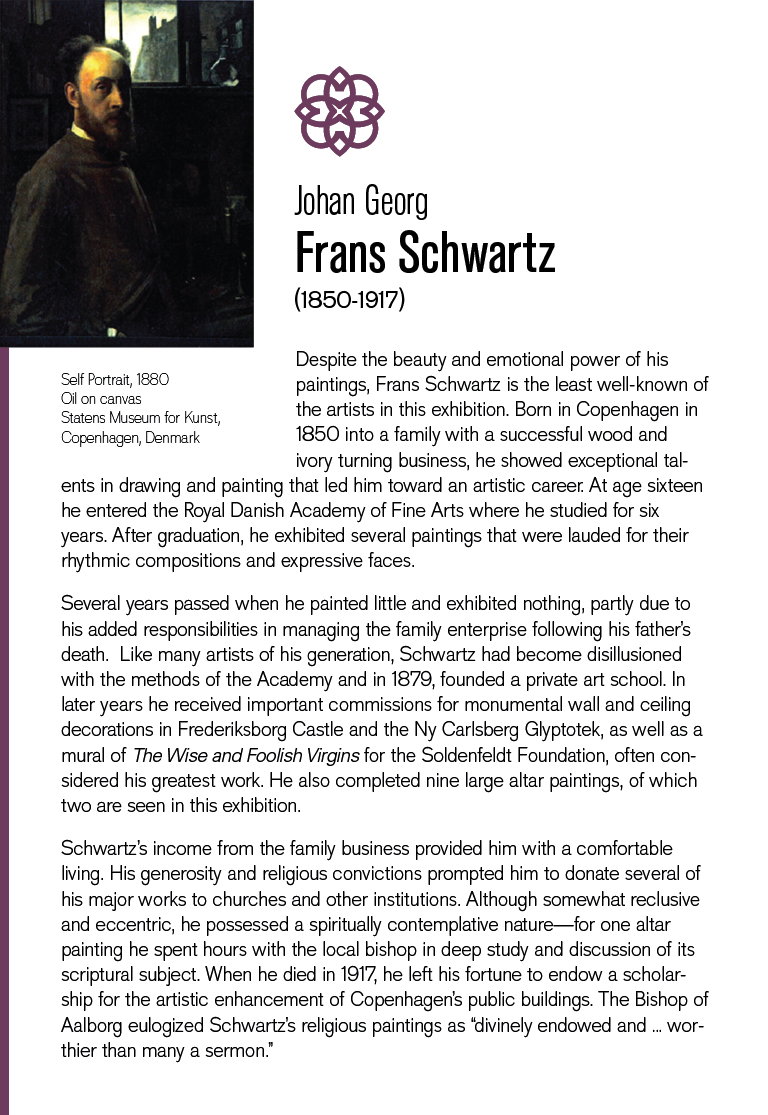 Johan Georg
Frans Schwartz
(1850-1917)
Self Portrait, 1880
Oil on canvas
Statens Museum for Kunst,
Copenhagen, Denmark
Despite the beauty and emotional power of his
paintings, Frans Schwartz is the least well-known of
the artists in this exhibition. Born in Copenhagen in
1850 into a family with a successful wood and
ivory turning business, he showed exceptional tal-
ents in drawing and painting that led him toward an artistic career. At age sixteen
he entered the Royal Danish Academy of Fine Arts where he studied for six
years. After graduation, he exhibited several paintings that were lauded for their
rhythmic compositions and expressive faces.
Several years passed when he painted little and exhibited nothing, partly due to
his added responsibilities in managing the family enterprise following his father's
death.  Like many artists of his generation, Schwartz had become disillusioned
with the methods of the Academy and in 1879, founded a private art school. In
later years he received important commissions for monumental wall and ceiling
decorations in Frederiksborg Castle and the Ny Carlsberg Glyptotek, as well as a
mural of The Wise and Foolish Virgins for the Soldenfeldt Foundation, often con-
sidered his greatest work. He also completed nine large altar paintings, of which
two are seen in this exhibition.
Schwartz's income from the family business provided him with a comfortable
living. His generosity and religious convictions prompted him to donate several of
his major works to churches and other institutions. Although somewhat reclusive
and eccentric, he possessed a spiritually contemplative nature—for one altar
painting he spent hours with the local bishop in deep study and discussion of its
scriptural subject. When he died in 1917, he left his fortune to endow a scholar-
ship for the artistic enhancement of Copenhagen's public buildings. The Bishop of
Aalborg eulogized Schwartz's religious paintings as “divinely endowed and ... wor-
thier than many a sermon.”